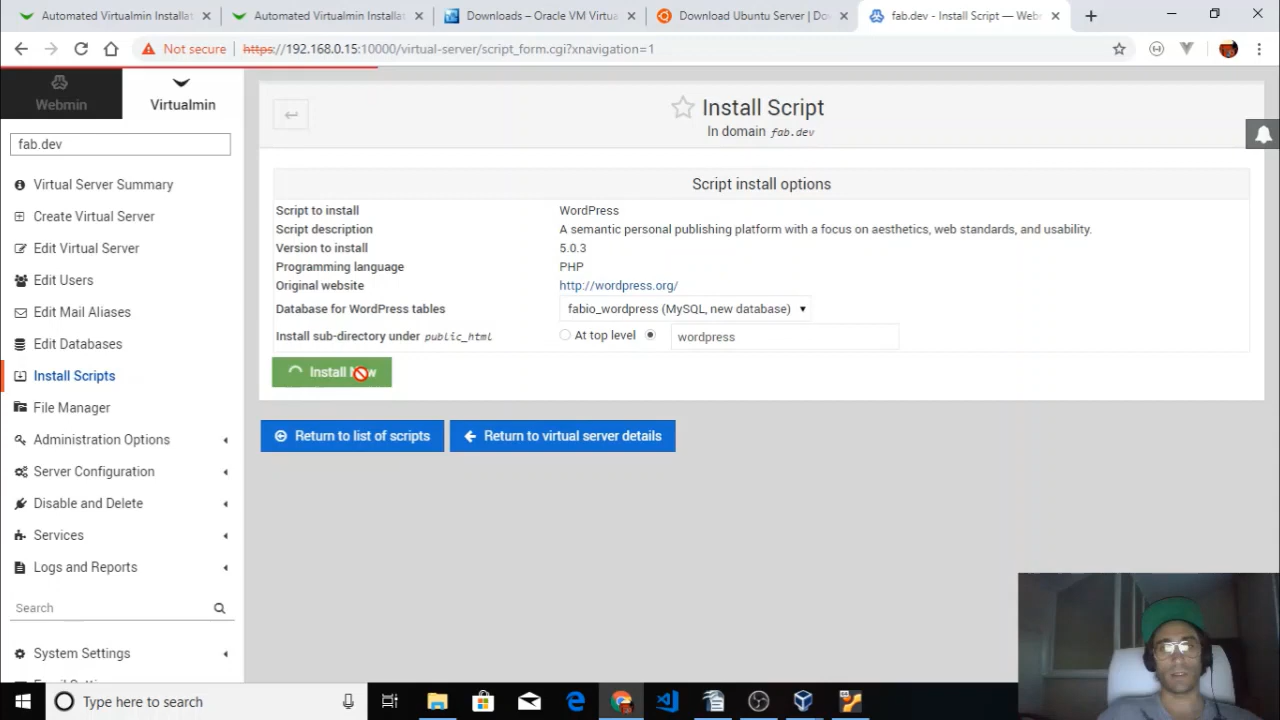 Automated Virtualmin Installat
Automated Virtualmin Installat
Downloads – Oracle VM Virtua
Download Ubuntu Server | Do
fab.dev - Install Script — Web
Not secure
https://192.168.0.15:10000/virtual-server/script_form.cgi?xnavigation=1
Webmin
Virtualmin
fab.dev
Virtual Server Summary
Create Virtual Server
Edit Virtual Server
Edit Users
Edit Mail Aliases
Edit Databases
Install Scripts
File Manager
Administration Options
Server Configuration
Disable and Delete
Services
Logs and Reports
Search
System Settings
Install Script
In domain fab.dev
Script install options
Script to install WordPress
Script description A semantic personal publishing platform with a focus on aesthetics, web standards, and usability.
Version to install 5.0.3
Programming language PHP
Original website http://wordpress.org/
Database for WordPress tables fabio_wordpress (MySQL, new database)
Install sub-directory under public_html At top level wordpress
Install Now
Return to list of scripts Return to virtual server details
Type here to search